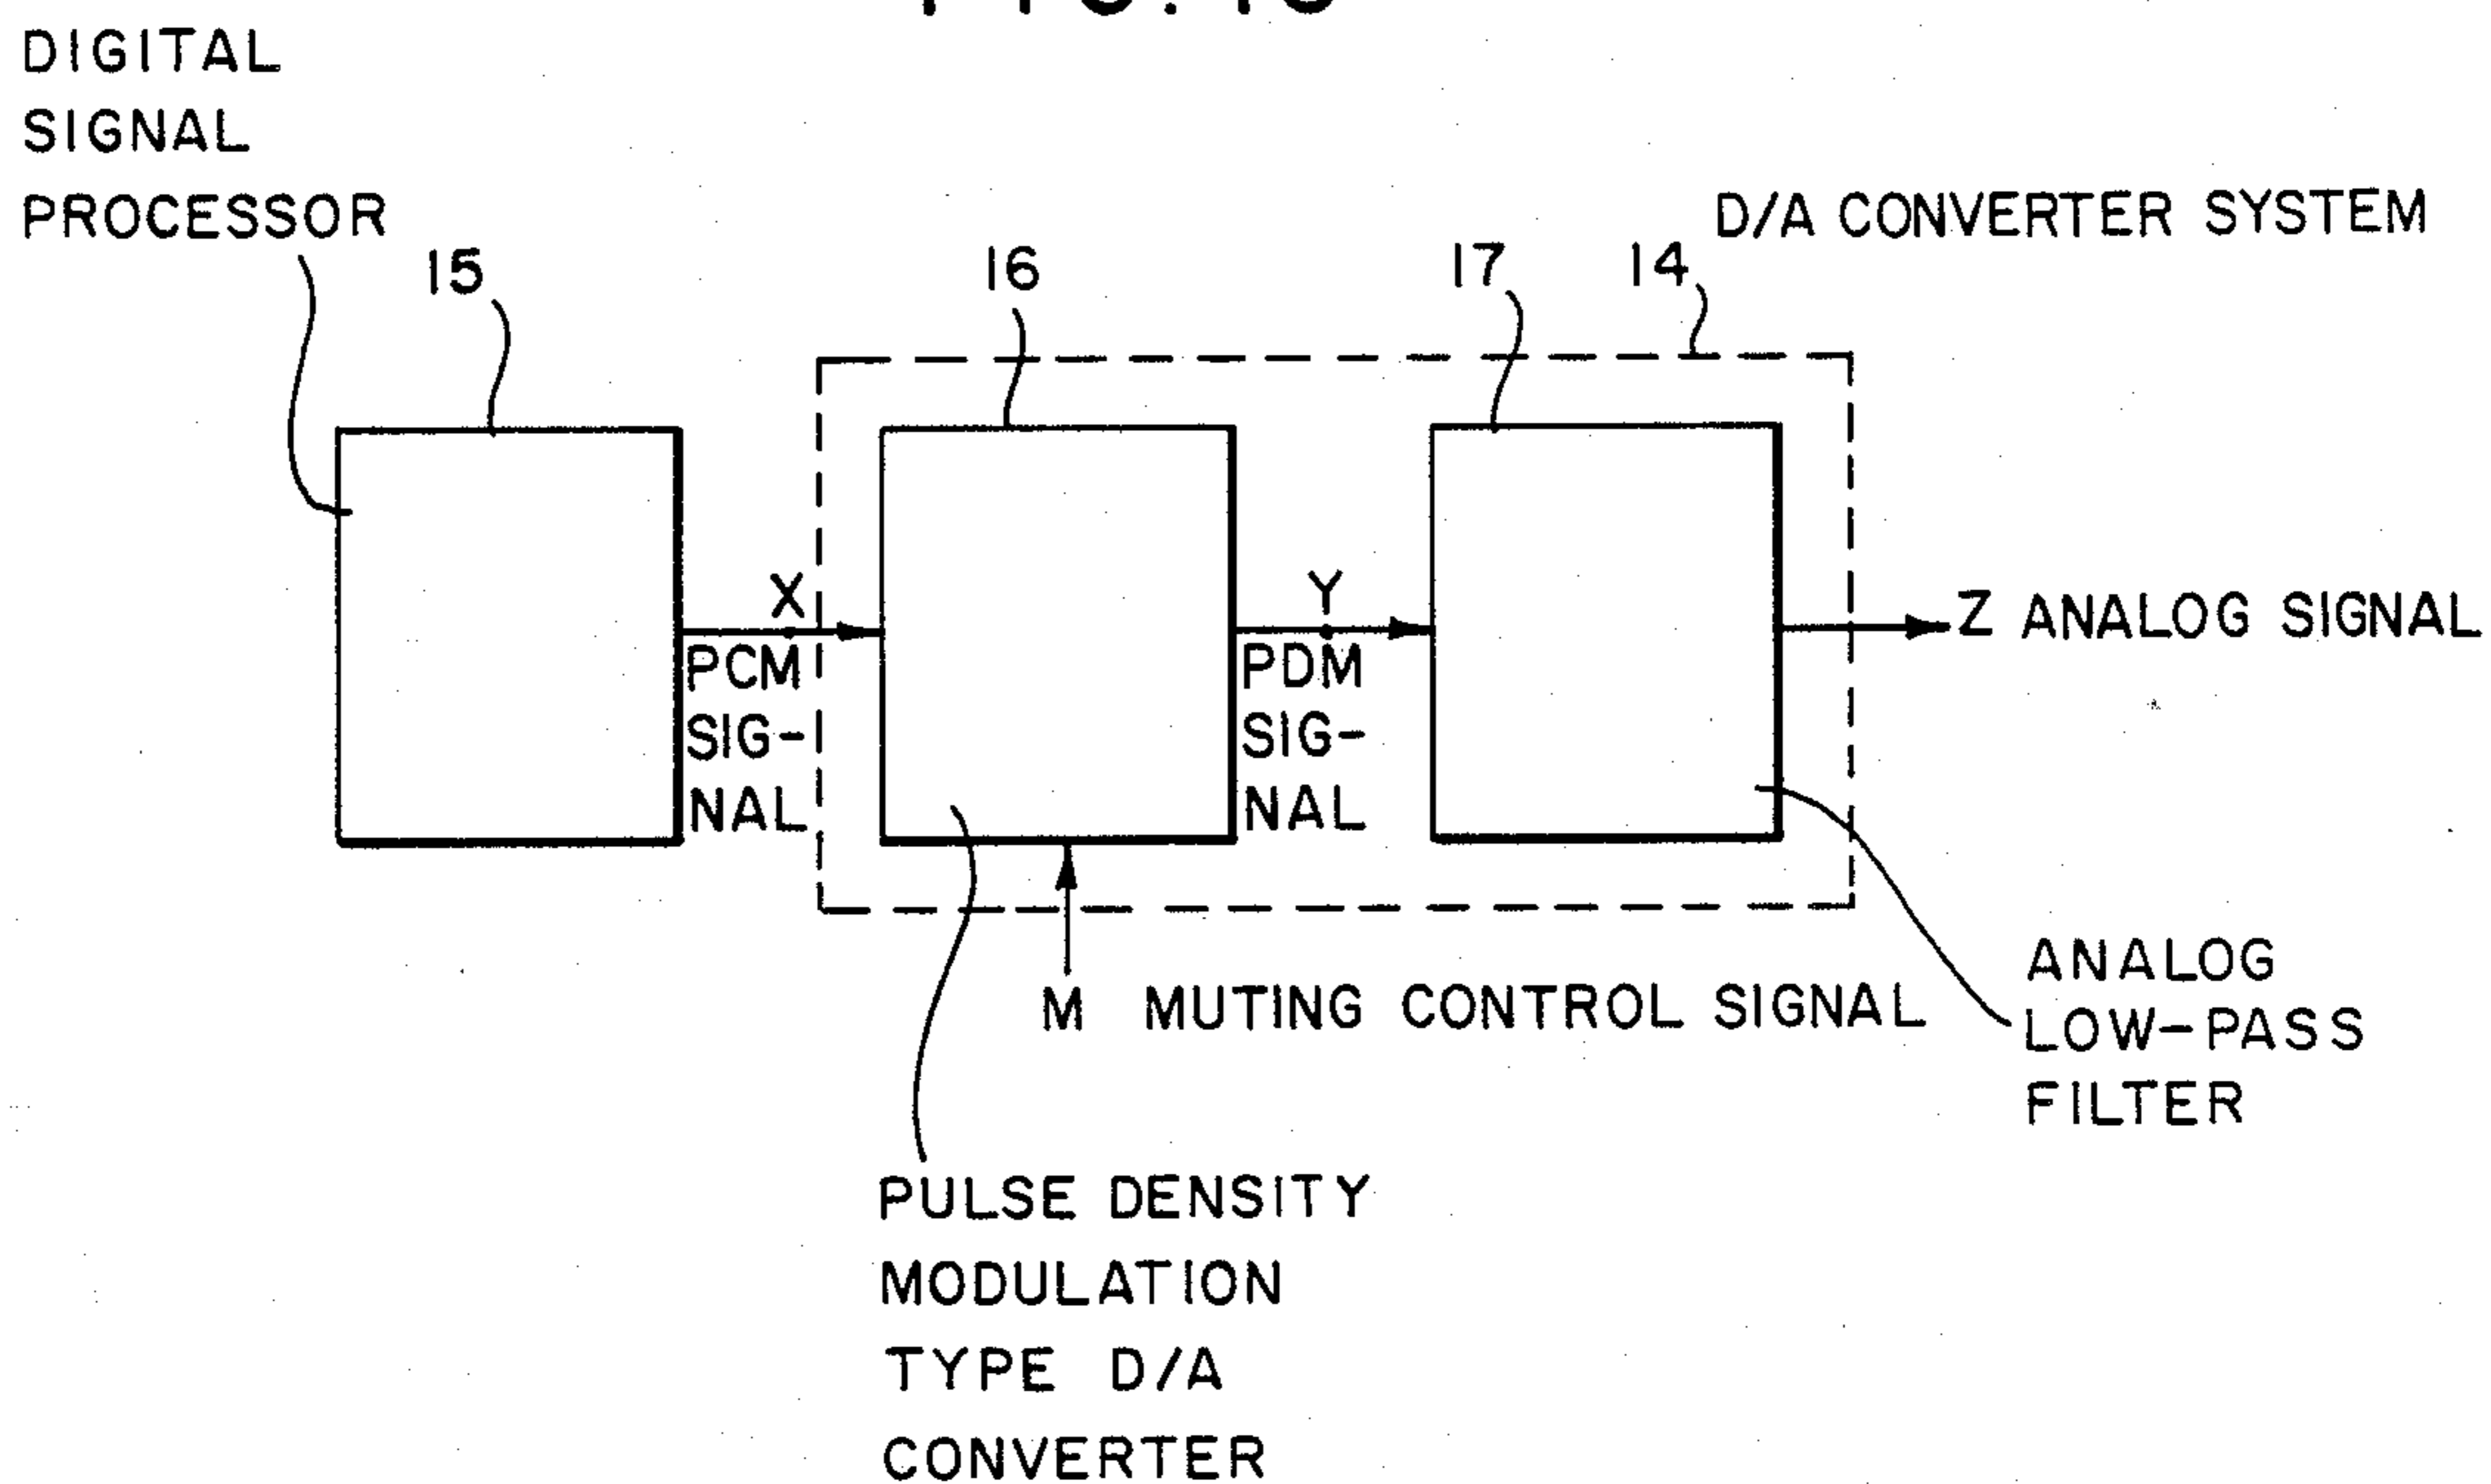 DIGITAL
SIGNAL
PROCESSOR
D/A CONVERTER SYSTEM
15
16
17
14
X
Y
Z ANALOG SIGNAL
PCM
SIG-
NAL
PDM
SIG-
NAL
M MUTING CONTROL SIGNAL
ANALOG
LOW-PASS
FILTER
PULSE DENSITY
MODULATION
TYPE D/A
CONVERTER